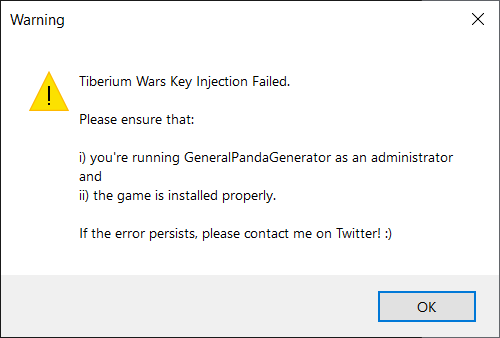 Warning
Tiberium Wars Key Injection Failed.
Please ensure that:
i) you're running GeneralPandaGenerator as an administrator
and
ii) the game is installed properly.
If the error persists, please contact me on Twitter! :)
OK